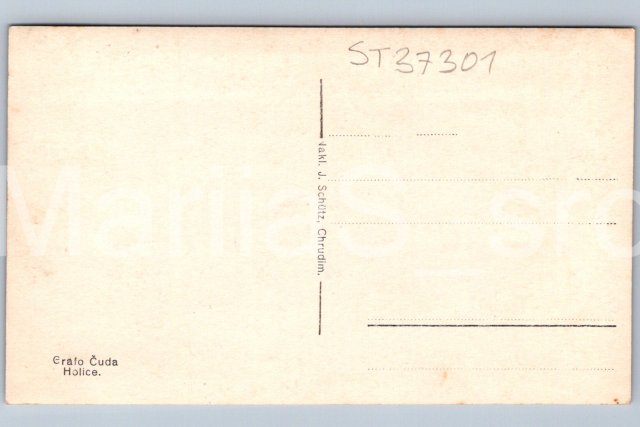 ST37301
Nakl. J. Schütz, Chrudim.
Grafo Čuda
Holice.